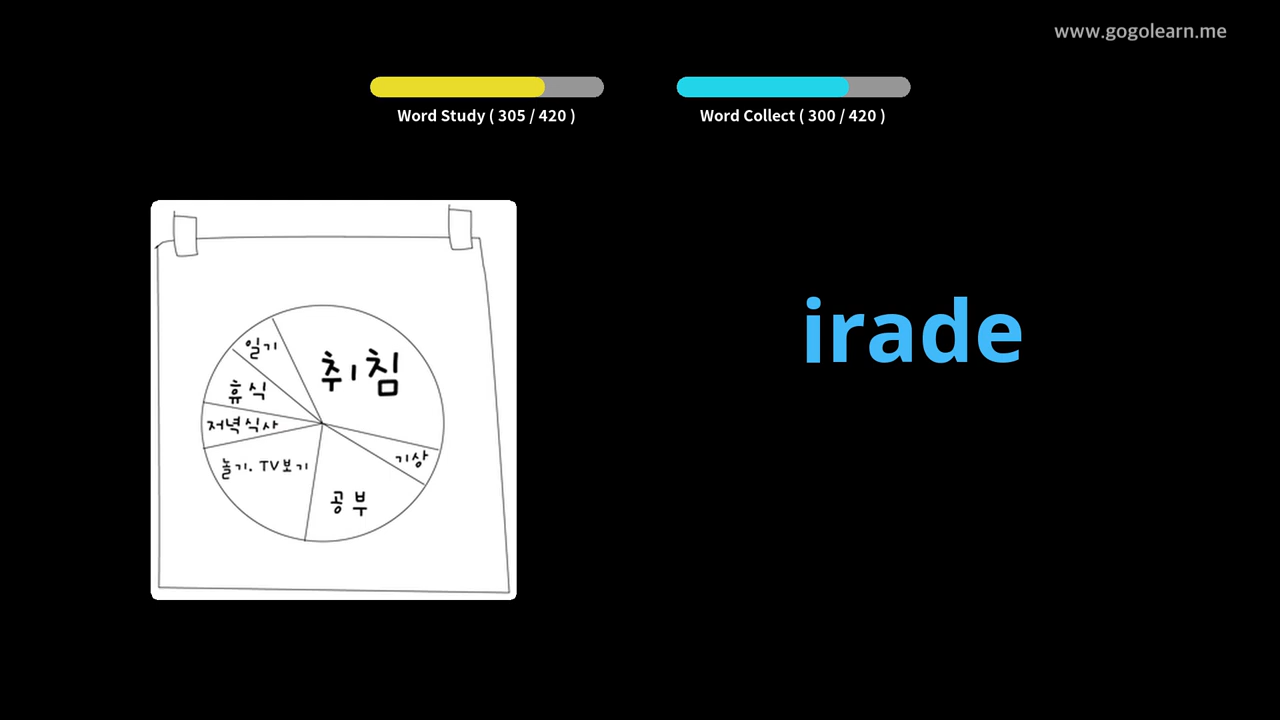 www.gogolearn.me
Word Study ( 305 / 420 )
Word Collect ( 300 / 420 )
irade
일기
취침
휴식
저녁식사
기상
놀기. TV보기
공부